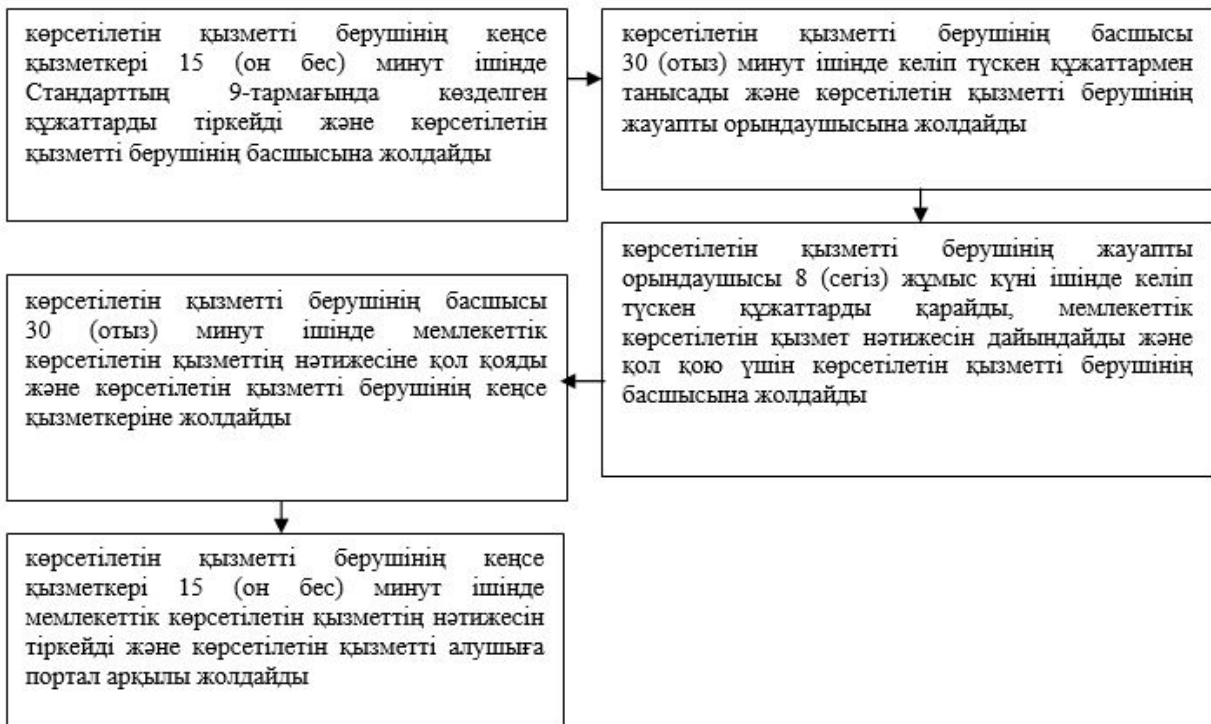 көрсетілетін қызметті берушінің кеңсе
қызметкері 15 (он бес) минут ішінде
Стандарттың 9-тармағында көзделген
құжаттарды тіркейді және көрсетілетін
қызметті берушінің басшысына жолдайды
көрсетілетін қызметті берушінің басшысы
30 (отыз) минут ішінде келіп түскен құжаттармен
танысады және көрсетілетін қызметті берушінің
жауапты орындаушысына жолдайды
көрсетілетін қызметті берушінің жауапты
орындаушысы 8 (сегіз) жұмыс күні ішінде келіп
түскен құжаттарды қарайды, мемлекеттік
көрсетілетін қызмет нәтижесін дайындайды және
қол қою үшін көрсетілетін қызметті берушінің
басшысына жолдайды
көрсетілетін қызметті берушінің басшысы
30 (отыз) минут ішінде мемлекеттік
көрсетілетін қызметтің нәтижесіне қол қояды
және көрсетілетін қызметті берушінің кеңсе
қызметкеріне жолдайды
көрсетілетін қызметті берушінің кеңсе
қызметкері 15 (он бес) минут ішінде
мемлекеттік көрсетілетін қызметтің нәтижесін
тіркейді және көрсетілетін қызметті алушыға
портал арқылы жолдайды